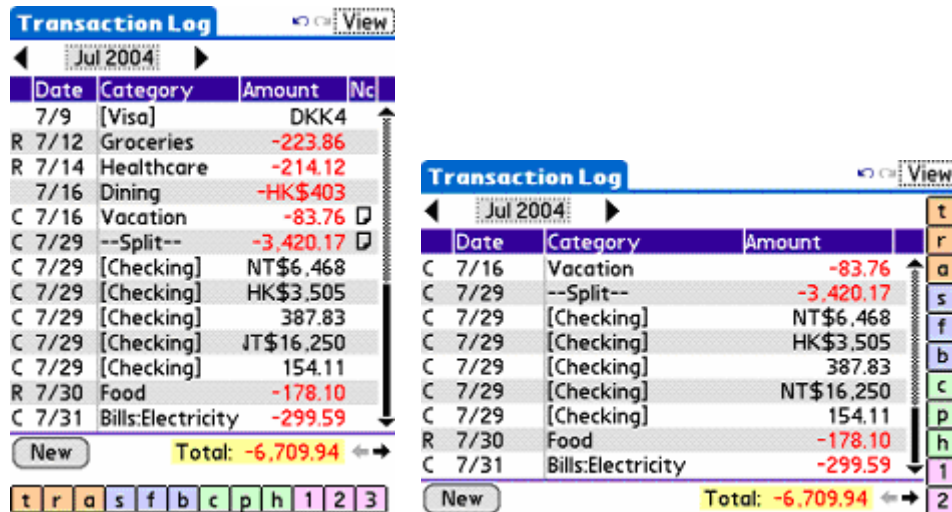 Transaction Log View
Jul 2004
Date Category Amount Nc
7/9 [Visa] DKK4
R 7/12 Groceries -223.86
R 7/14 Healthcare -214.12
7/16 Dining -HK$403
C 7/16 Vacation -83.76
C 7/29 --Split-- -3,420.17
C 7/29 [Checking] NT$6,468
C 7/29 [Checking] HK$3,505
C 7/29 [Checking] 387.83
C 7/29 [Checking] NT$16,250
C 7/29 [Checking] 154.11
R 7/30 Food -178.10
C 7/31 Bills:Electricity -299.59
New Total: -6,709.94
t r a s f b c p h 1 2 3
Transaction Log View
Jul 2004
Date Category Amount
C 7/16 Vacation -83.76
C 7/29 --Split-- -3,420.17
C 7/29 [Checking] NT$6,468
C 7/29 [Checking] HK$3,505
C 7/29 [Checking] 387.83
C 7/29 [Checking] NT$16,250
C 7/29 [Checking] 154.11
R 7/30 Food -178.10
C 7/31 Bills:Electricity -299.59
New Total: -6,709.94
t
r
a
s
f
b
c
p
h
1
2